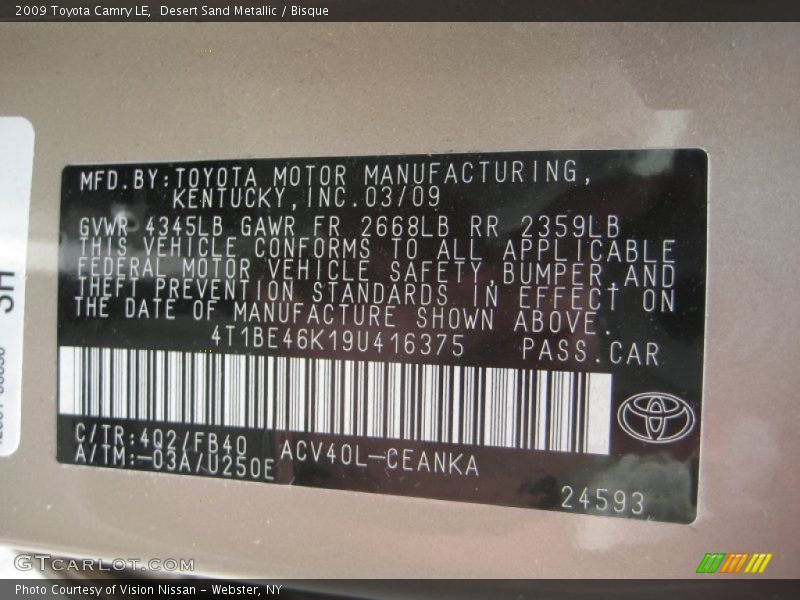 2009 Toyota Camry LE, Desert Sand Metallic / Bisque
MFD.BY:TOYOTA MOTOR MANUFACTURING,
KENTUCKY,INC.03/09
GVWR 4345LB GAWR FR 2668LB RR 2359LB
THIS VEHICLE CONFORMS TO ALL APPLICABLE
FEDERAL MOTOR VEHICLE SAFETY,BUMPER,AND
THEFT PREVENTION STANDARDS IN EFFECT ON
THE DATE OF MANUFACTURE SHOWN ABOVE.
4T1BE46K19U416375 PASS.CAR
C/TR:4Q2/FB40 ACV40L-CEANKA
A/TM:-03A/U250E
24593
SH
GTCARLOT.COM
Photo Courtesy of Vision Nissan - Webster, NY